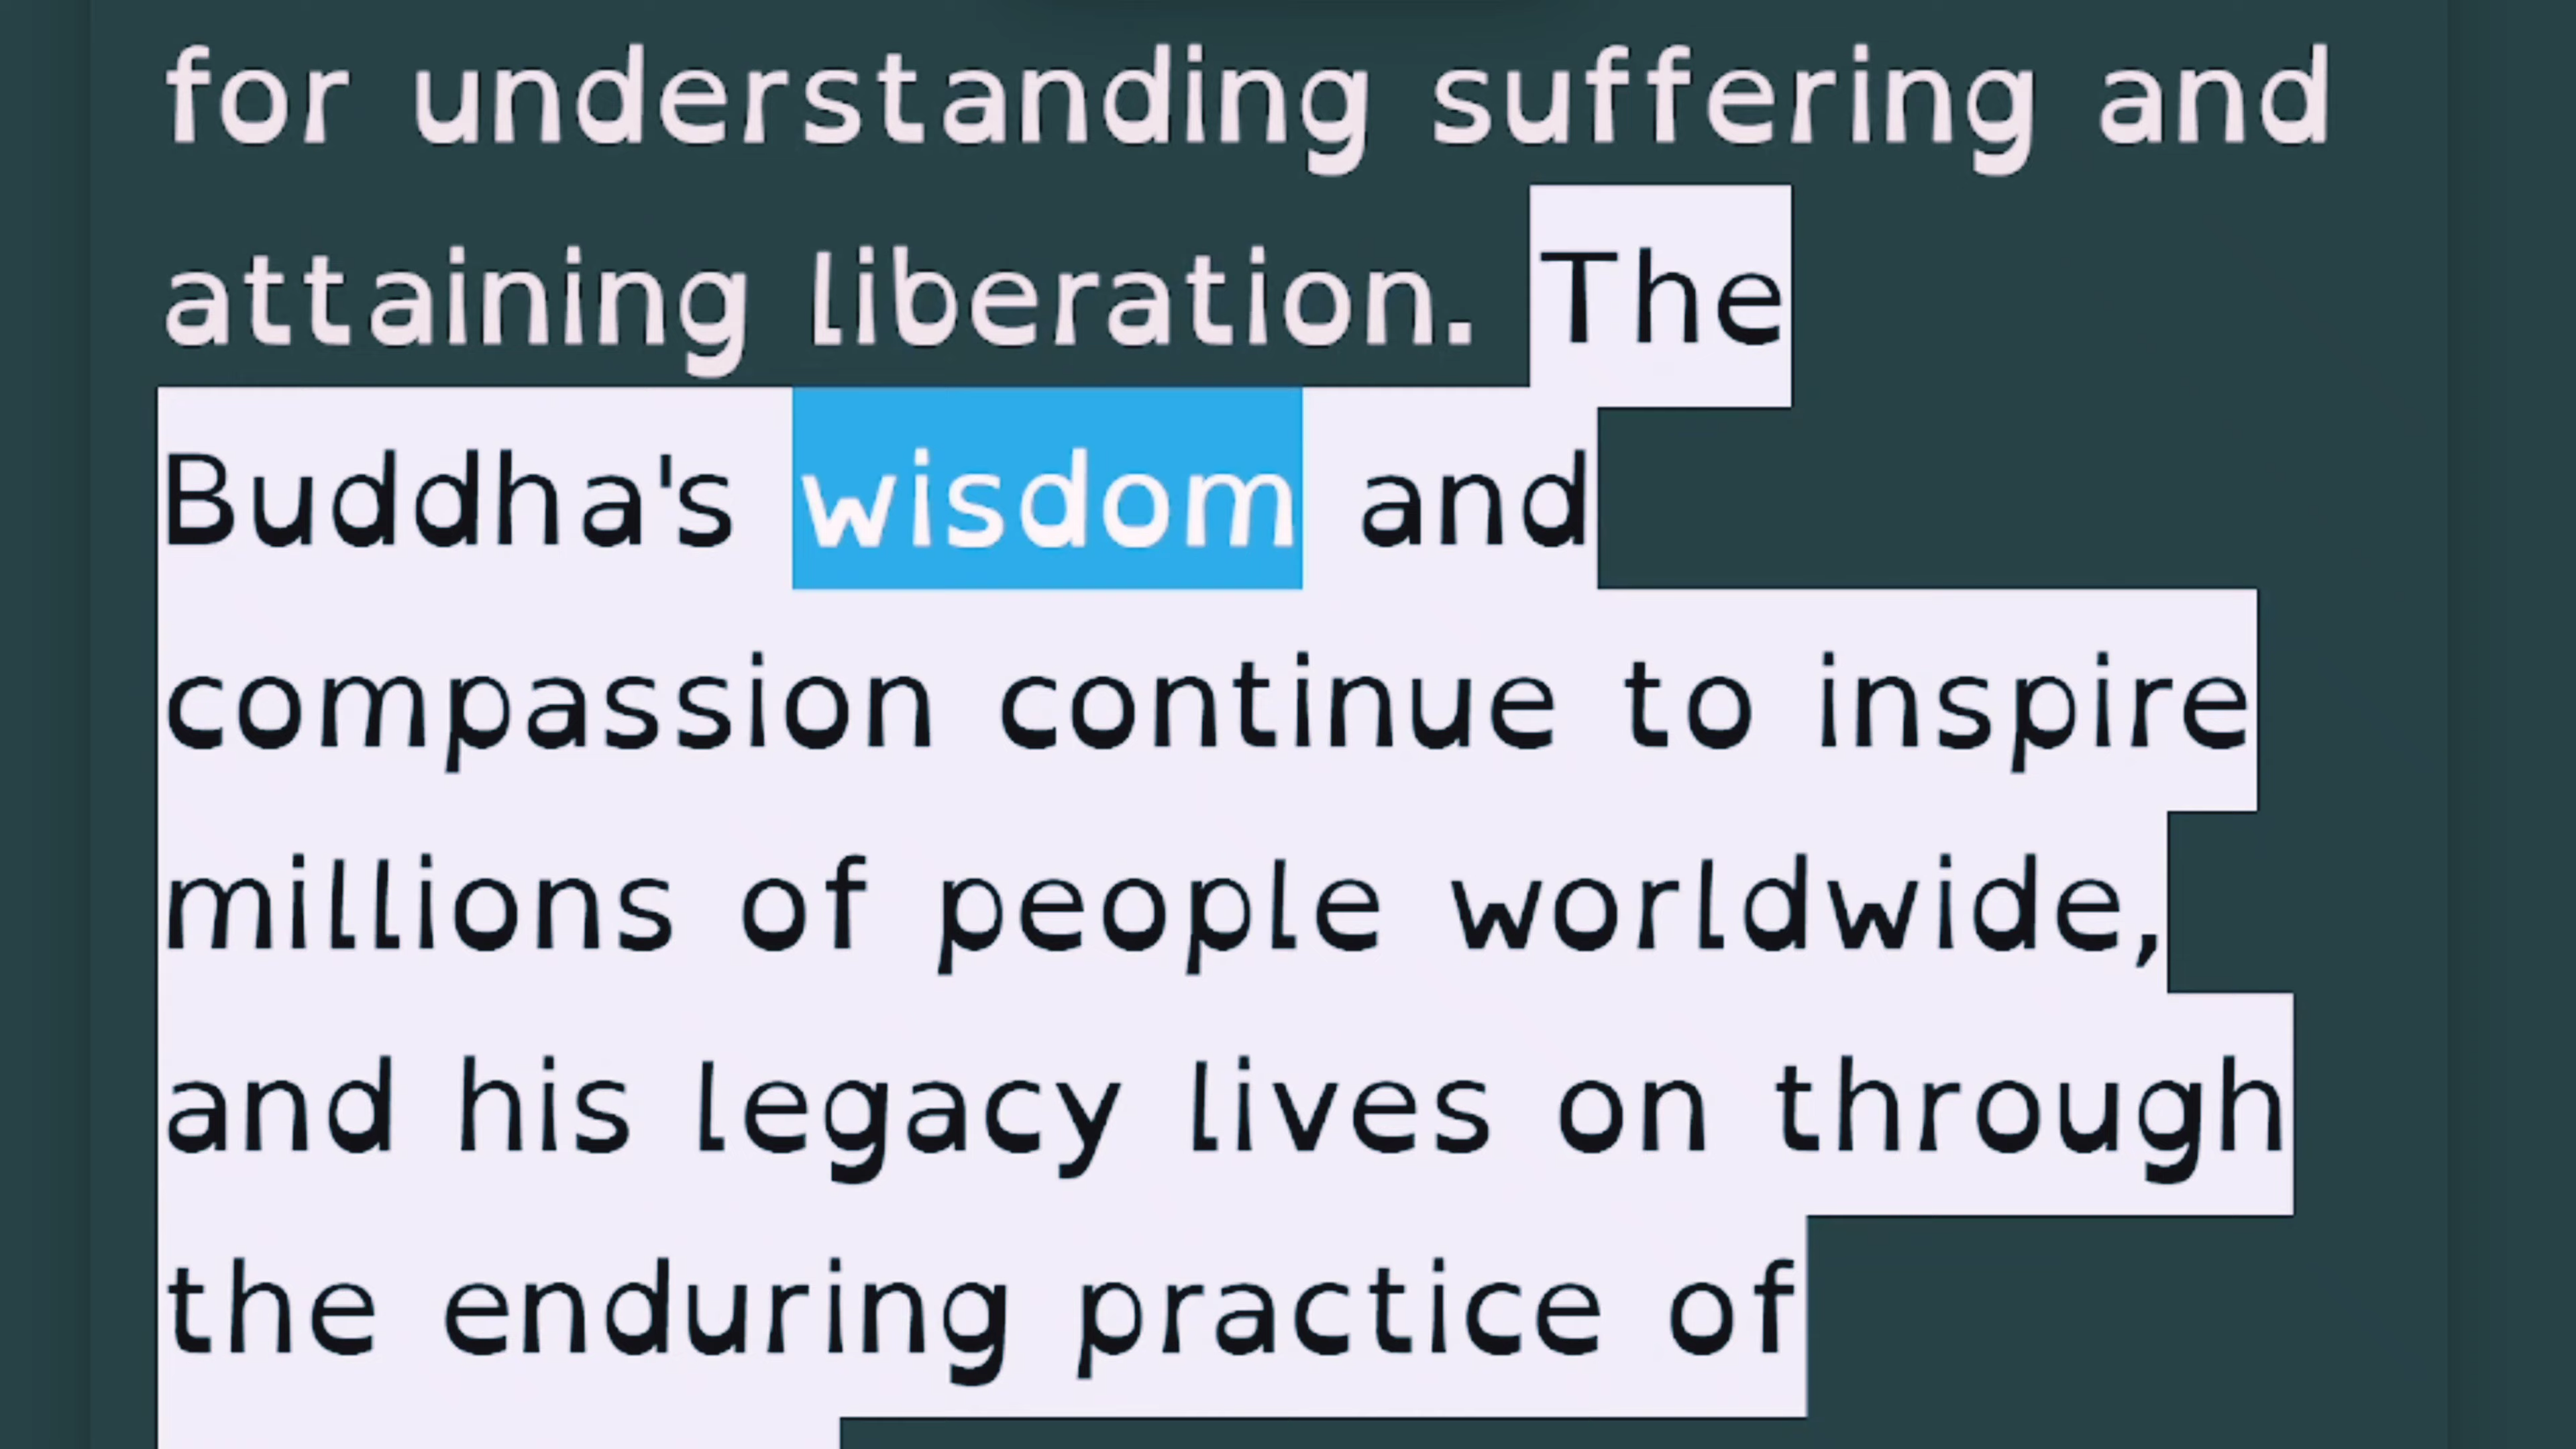 for understanding suffering and
attaining liberation. The
Buddha's wisdom and
compassion continue to inspire
millions of people worldwide,
and his legacy lives on through
the enduring practice of